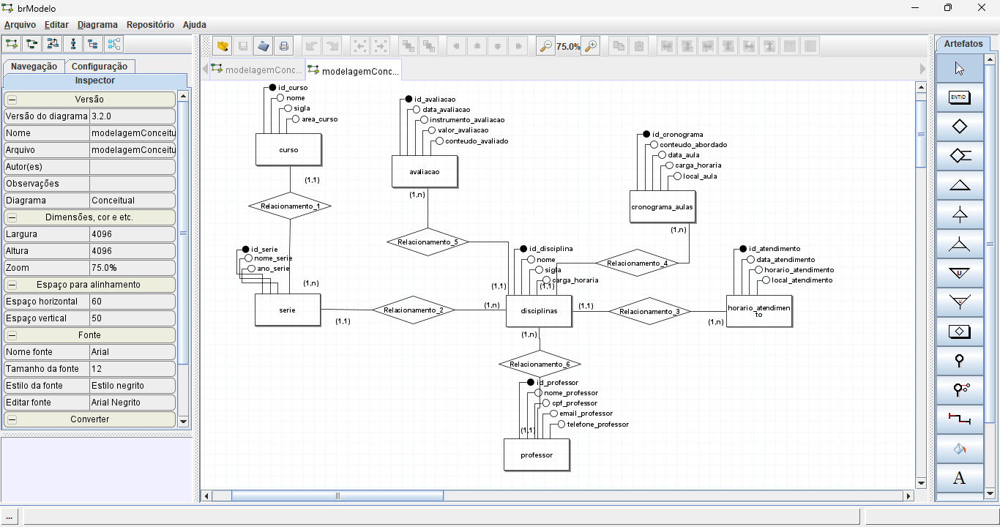 brModelo
Arquivo Editar Diagrama Repositório Ajuda
75.0%
Navegação Configuração
Inspector
modelagemConc...
modelagemConc...
Artefatos
Versão
Versão do diagrama 3.2.0
Nome modelagemConceitu
Arquivo modelagemConceitu
Autor(es)
Observações
Diagrama Conceitual
Dimensões, cor e etc.
Largura 4096
Altura 4096
Zoom 75.0%
Espaço para alinhamento
Espaço horizontal 60
Espaço vertical 50
Fonte
Nome fonte Arial
Tamanho da fonte 12
Estilo da fonte Estilo negrito
Editar fonte Arial Negrito
Converter
...
id_curso
nome
sigla
area_curso
curso
(1,1)
Relacionamento_1
id_serie
nome_serie
ano_serie
(1,n)
serie
(1,1)
Relacionamento_2
(1,n)
id_avaliacao
data_avaliacao
instrumento_avaliacao
valor_avaliacao
conteudo_avaliado
avaliacao
(1,n)
Relacionamento_5
(1,1)
id_disciplina
nome
sigla
carga_horaria
(1,1)
disciplinas
(1,1)
(1,n)
id_cronograma
conteudo_abordado
data_aula
carga_horaria
local_aula
cronograma_aulas
(1,n)
Relacionamento_4
Relacionamento_3
(1,n)
id_atendimento
data_atendimento
horario_atendimento
local_atendimento
horario_atendimen
to
Relacionamento_6
id_professor
nome_professor
cpf_professor
email_professor
telefone_professor
(1,1)
professor
ENTID
U
U
A